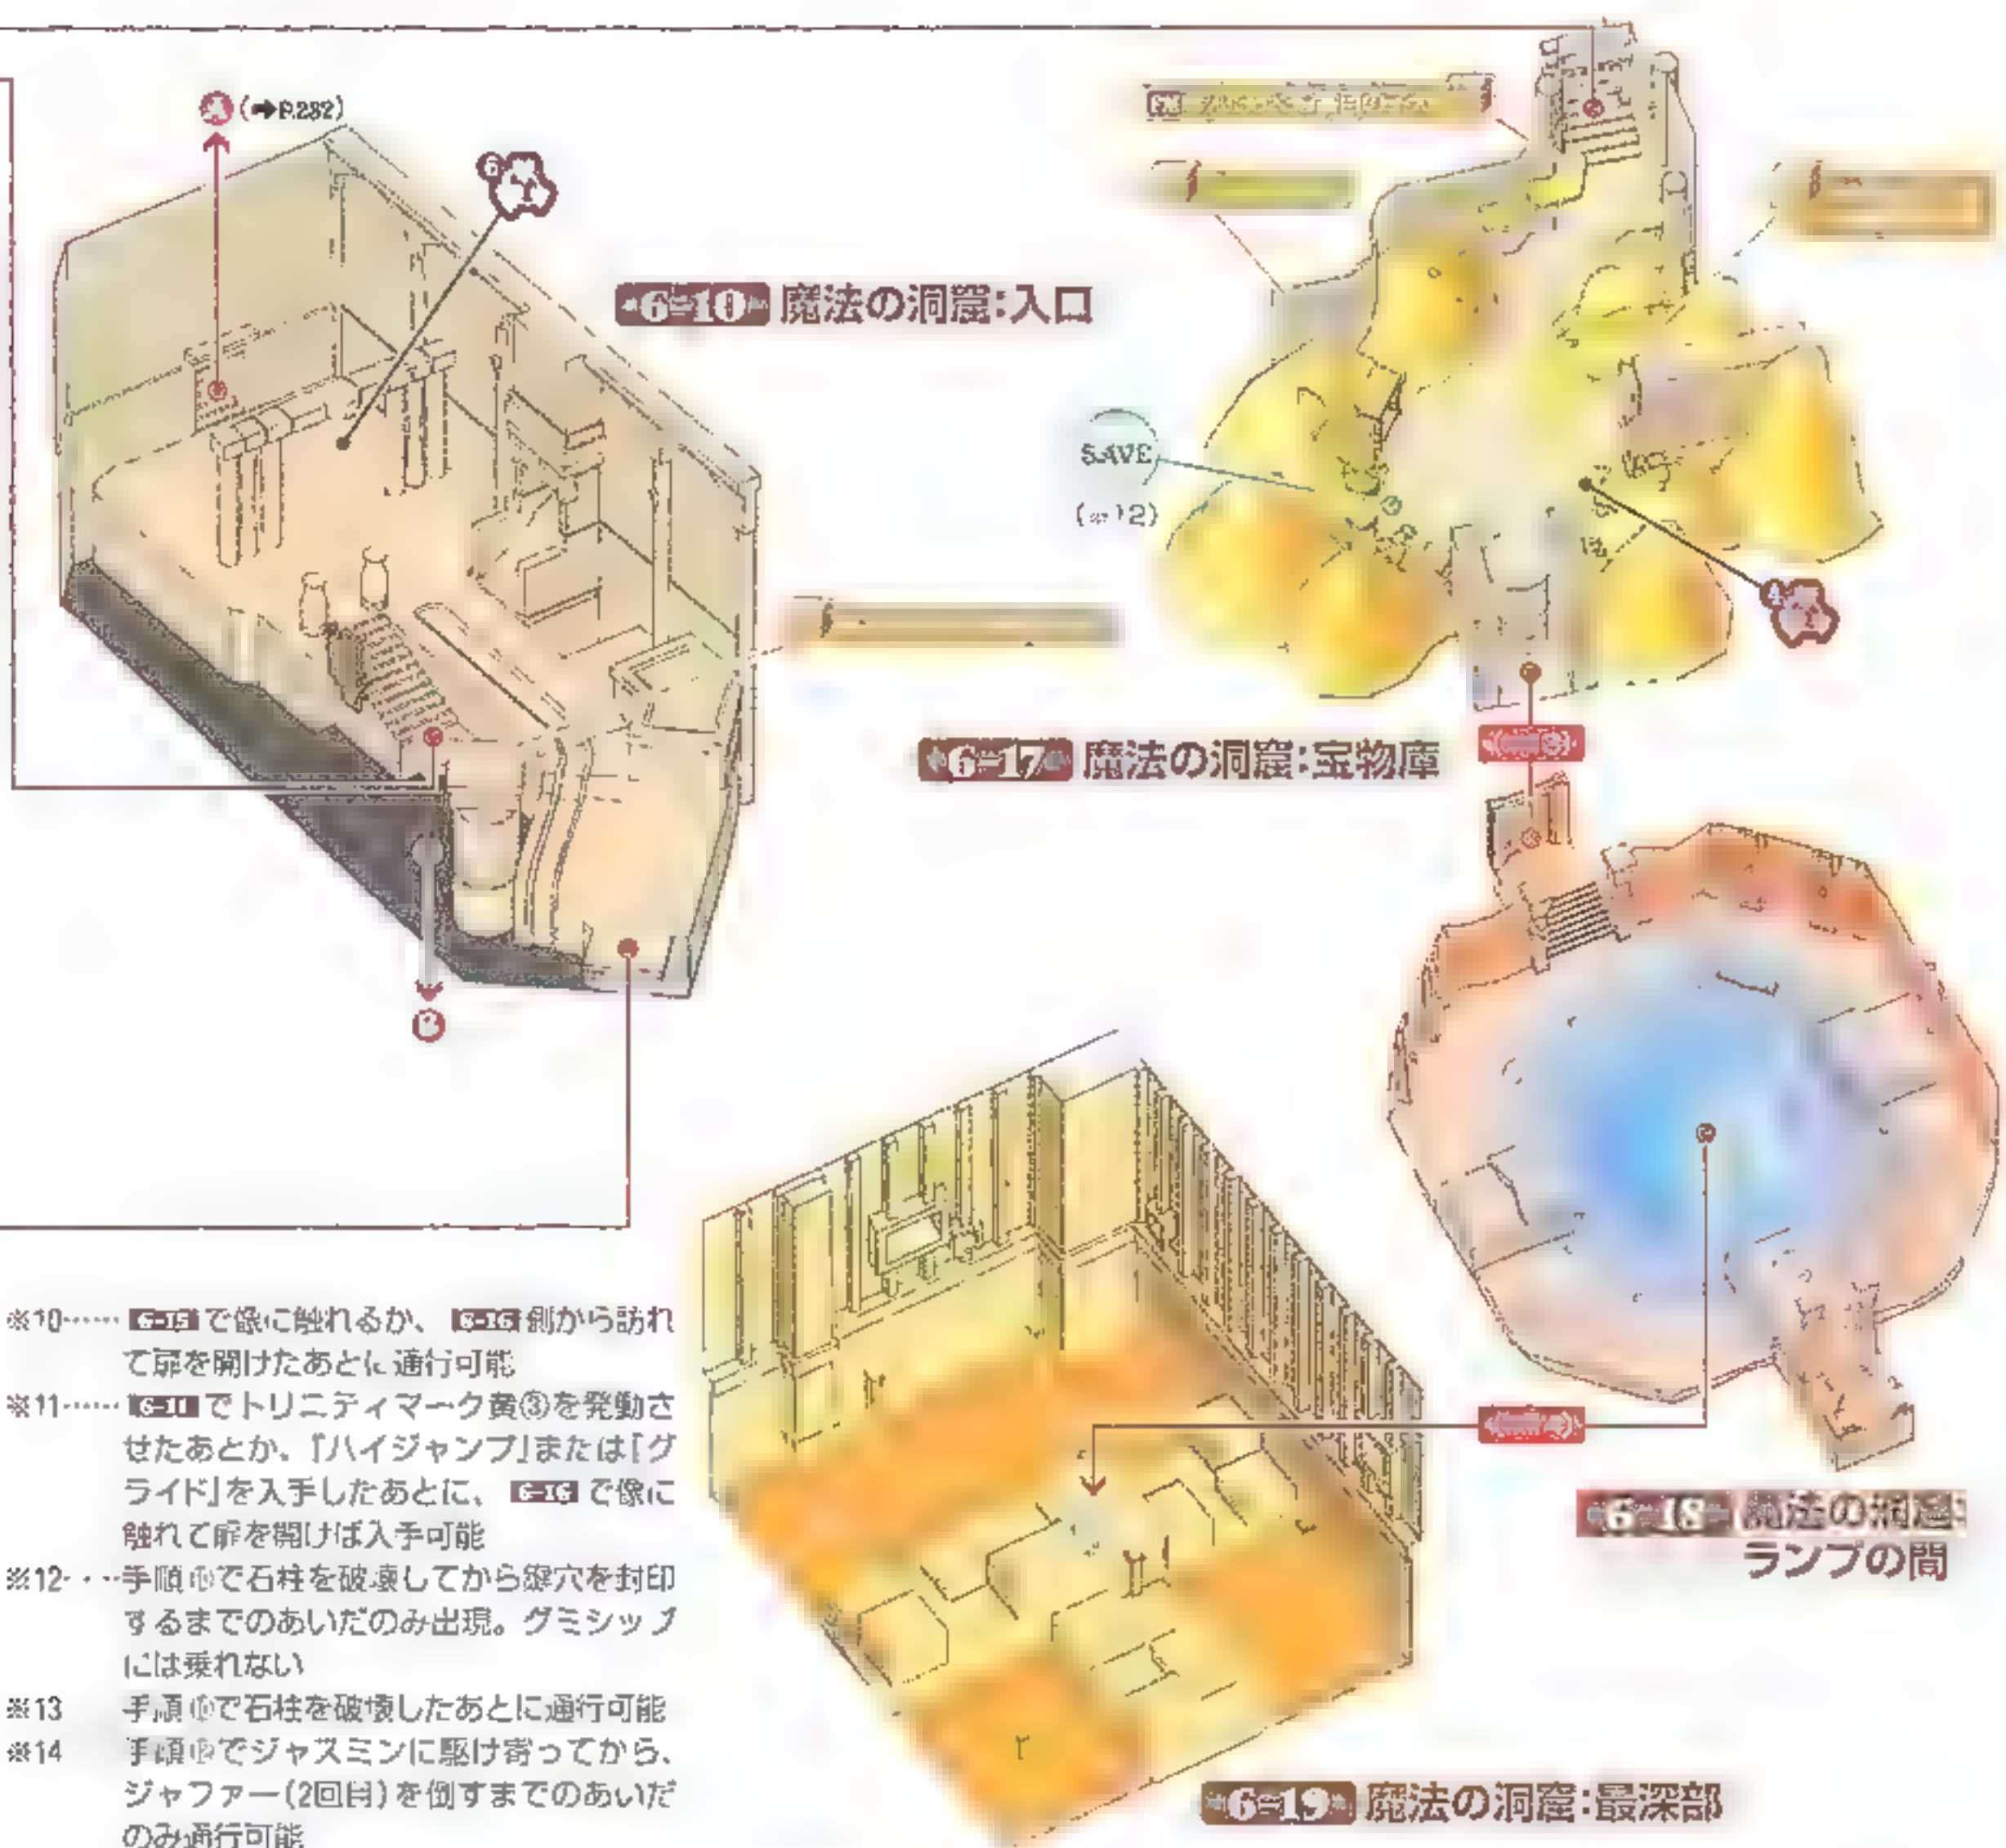 A(➡P.282)
6-10 魔法の洞窟:入口
SAVE
(※12)
6-17 魔法の洞窟:宝物庫
6-18 魔法の洞窟:
ランプの間
6-19 魔法の洞窟:最深部
※10…… 6-15 で像に触れるか、 6-16 側から訪れ
て扉を開けたあとに通行可能
※11…… 6-11 でトリニティマーク黄③を発動さ
せたあとか、「ハイジャンプ」または「グ
ライド」を入手したあとに、 6-16 で像に
触れて扉を開けば入手可能
※12…手順 で石柱を破壊してから鍵穴を封印
するまでのあいだのみ出現。グミシップ
には乗れない
※13 手順 で石柱を破壊したあとに通行可能
※14 手順 でジャスミンに駆け寄ってから、
ジャファー(2回目)を倒すまでのあいだ
のみ通行可能